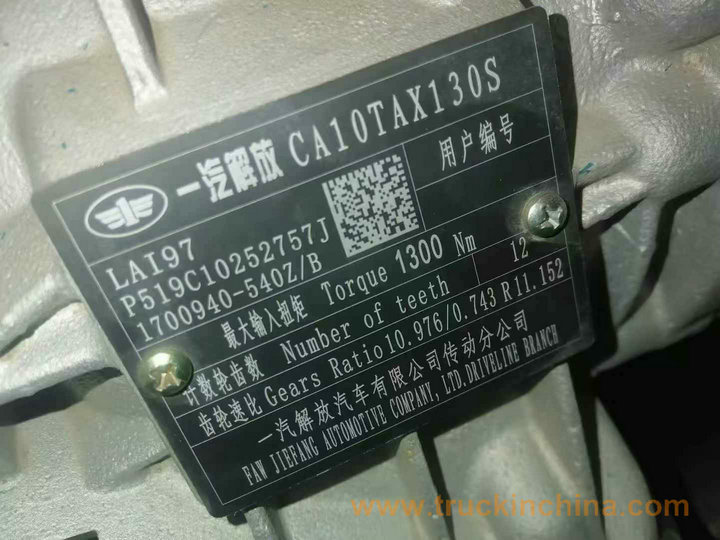 一汽解放 CA10TAX130S
LAI97
P519C10252757J
1700940-540Z/B
用户编号
最大输入扭矩 Torque 1300 Nm
计数轮齿数 Number of teeth 12
齿轮速比 Gears Ratio 10.976/0.743 R11.152
一汽解放汽车有限公司传动分公司
FAW JIEFANG AUTOMOTIVE COMPANY, LTD. DRIVELINE BRANCH
www.truckinchina.com